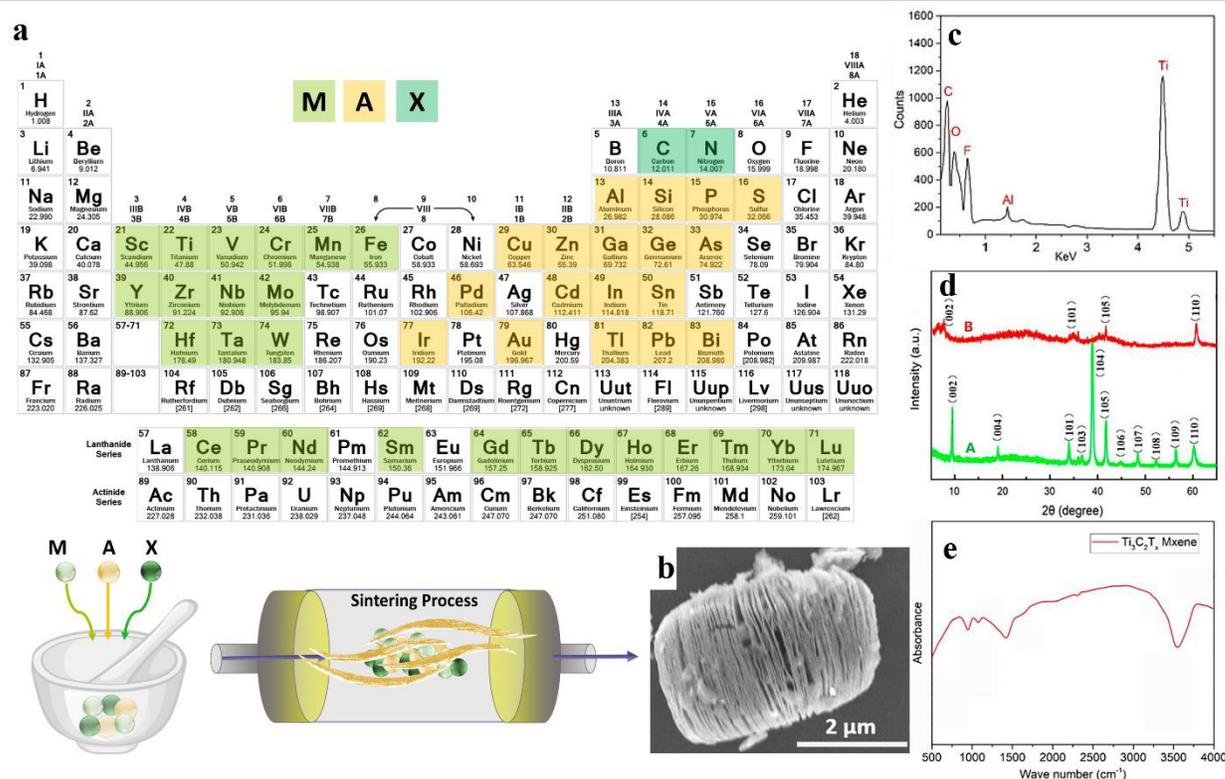 a
M A X
1
IA
1A
2
IIA
2A
3
IIIB
3B
4
IVB
4B
5
VB
5B
6
VIB
6B
7
VIIB
7B
8 9 10
VIII
8
11
IB
1B
12
IIB
2B
13
IIIA
3A
14
IVA
4A
15
VA
5A
16
VIA
6A
17
VIIA
7A
18
VIIIA
8A
1 2
H He
Hydrogen Helium
1.008 4.003
3 4 5 6 7 8 9 10
Li Be B C N O F Ne
Lithium Beryllium Boron Carbon Nitrogen Oxygen Fluorine Neon
6.941 9.012 10.811 12.011 14.007 15.999 18.998 20.180
11 12 13 14 15 16 17 18
Na Mg Al Si P S Cl Ar
Sodium Magnesium Aluminum Silicon Phosphorus Sulfur Chlorine Argon
22.990 24.305 26.982 28.086 30.974 32.066 35.453 39.948
19 20 21 22 23 24 25 26 27 28 29 30 31 32 33 34 35 36
K Ca Sc Ti V Cr Mn Fe Co Ni Cu Zn Ga Ge As Se Br Kr
Potassium Calcium Scandium Titanium Vanadium Chromium Manganese Iron Cobalt Nickel Copper Zinc Gallium Germanium Arsenic Selenium Bromine Krypton
39.098 40.078 44.956 47.88 50.942 51.996 54.938 55.933 58.933 58.693 63.546 65.39 69.732 72.61 74.922 78.09 79.904 84.80
37 38 39 40 41 42 43 44 45 46 47 48 49 50 51 52 53 54
Rb Sr Y Zr Nb Mo Tc Ru Rh Pd Ag Cd In Sn Sb Te I Xe
Rubidium Strontium Yttrium Zirconium Niobium Molybdenum Technetium Ruthenium Rhodium Palladium Silver Cadmium Indium Tin Antimony Tellurium Iodine Xenon
84.468 87.62 88.906 91.224 92.906 95.94 98.907 101.07 102.906 106.42 107.868 112.411 114.818 118.71 121.760 127.6 126.904 131.29
55 56 57-71 72 73 74 75 76 77 78 79 80 81 82 83 84 85 86
Cs Ba Hf Ta W Re Os Ir Pt Au Hg Tl Pb Bi Po At Rn
Cesium Barium Hafnium Tantalum Tungsten Rhenium Osmium Iridium Platinum Gold Mercury Thallium Lead Bismuth Polonium Astatine Radon
132.905 137.327 178.49 180.948 183.85 186.207 190.23 192.22 195.08 196.967 200.59 204.383 207.2 208.980 [208.982] 209.987 222.018
87 88 89-103 104 105 106 107 108 109 110 111 112 113 114 115 116 117 118
Fr Ra Rf Db Sg Bh Hs Mt Ds Rg Cn Uut Fl Uup Lv Uus Uuo
Francium Radium Rutherfordium Dubnium Seaborgium Bohrium Hassium Meitnerium Darmstadtium Roentgenium Copernicium Ununtrium Flerovium Ununpentium Livermorium Ununseptium Ununoctium
223.020 226.025 [261] [262] [266] [264] [269] [268] [269] [272] [277] unknown [289] unknown [298] unknown unknown
Lanthanide
Series
57 58 59 60 61 62 63 64 65 66 67 68 69 70 71
La Ce Pr Nd Pm Sm Eu Gd Tb Dy Ho Er Tm Yb Lu
Lanthanum Cerium Praseodymium Neodymium Promethium Samarium Europium Gadolinium Terbium Dysprosium Holmium Erbium Thulium Ytterbium Lutetium
138.906 140.115 140.908 144.24 144.913 150.36 151.966 157.25 158.925 162.50 164.930 167.26 168.934 173.04 174.967
Actinide
Series
89 90 91 92 93 94 95 96 97 98 99 100 101 102 103
Ac Th Pa U Np Pu Am Cm Bk Cf Es Fm Md No Lr
Actinium Thorium Protactinium Uranium Neptunium Plutonium Americium Curium Berkelium Californium Einsteinium Fermium Mendelevium Nobelium Lawrencium
227.028 232.038 231.036 238.029 237.048 244.064 243.061 247.070 247.070 251.080 [254] 257.095 258.1 259.101 [262]
M A X
Sintering Process
b
2 µm
c
1600
1400
1200
1000
800
600
400
200
0
Counts
C
O
F
Al
Ti
Ti
1 2 3 4 5
KeV
d
Intensity (a.u.)
B
(002)
(101)
(105)
(110)
A
(002)
(004)
(101)
(103)
(104)
(105)
(106)
(107)
(108)
(109)
(110)
10 20 30 40 50 60
2θ (degree)
e
Ti₃C₂Tₓ Mxene
Absorbance
500 1000 1500 2000 2500 3000 3500 4000
Wave number (cm⁻¹)